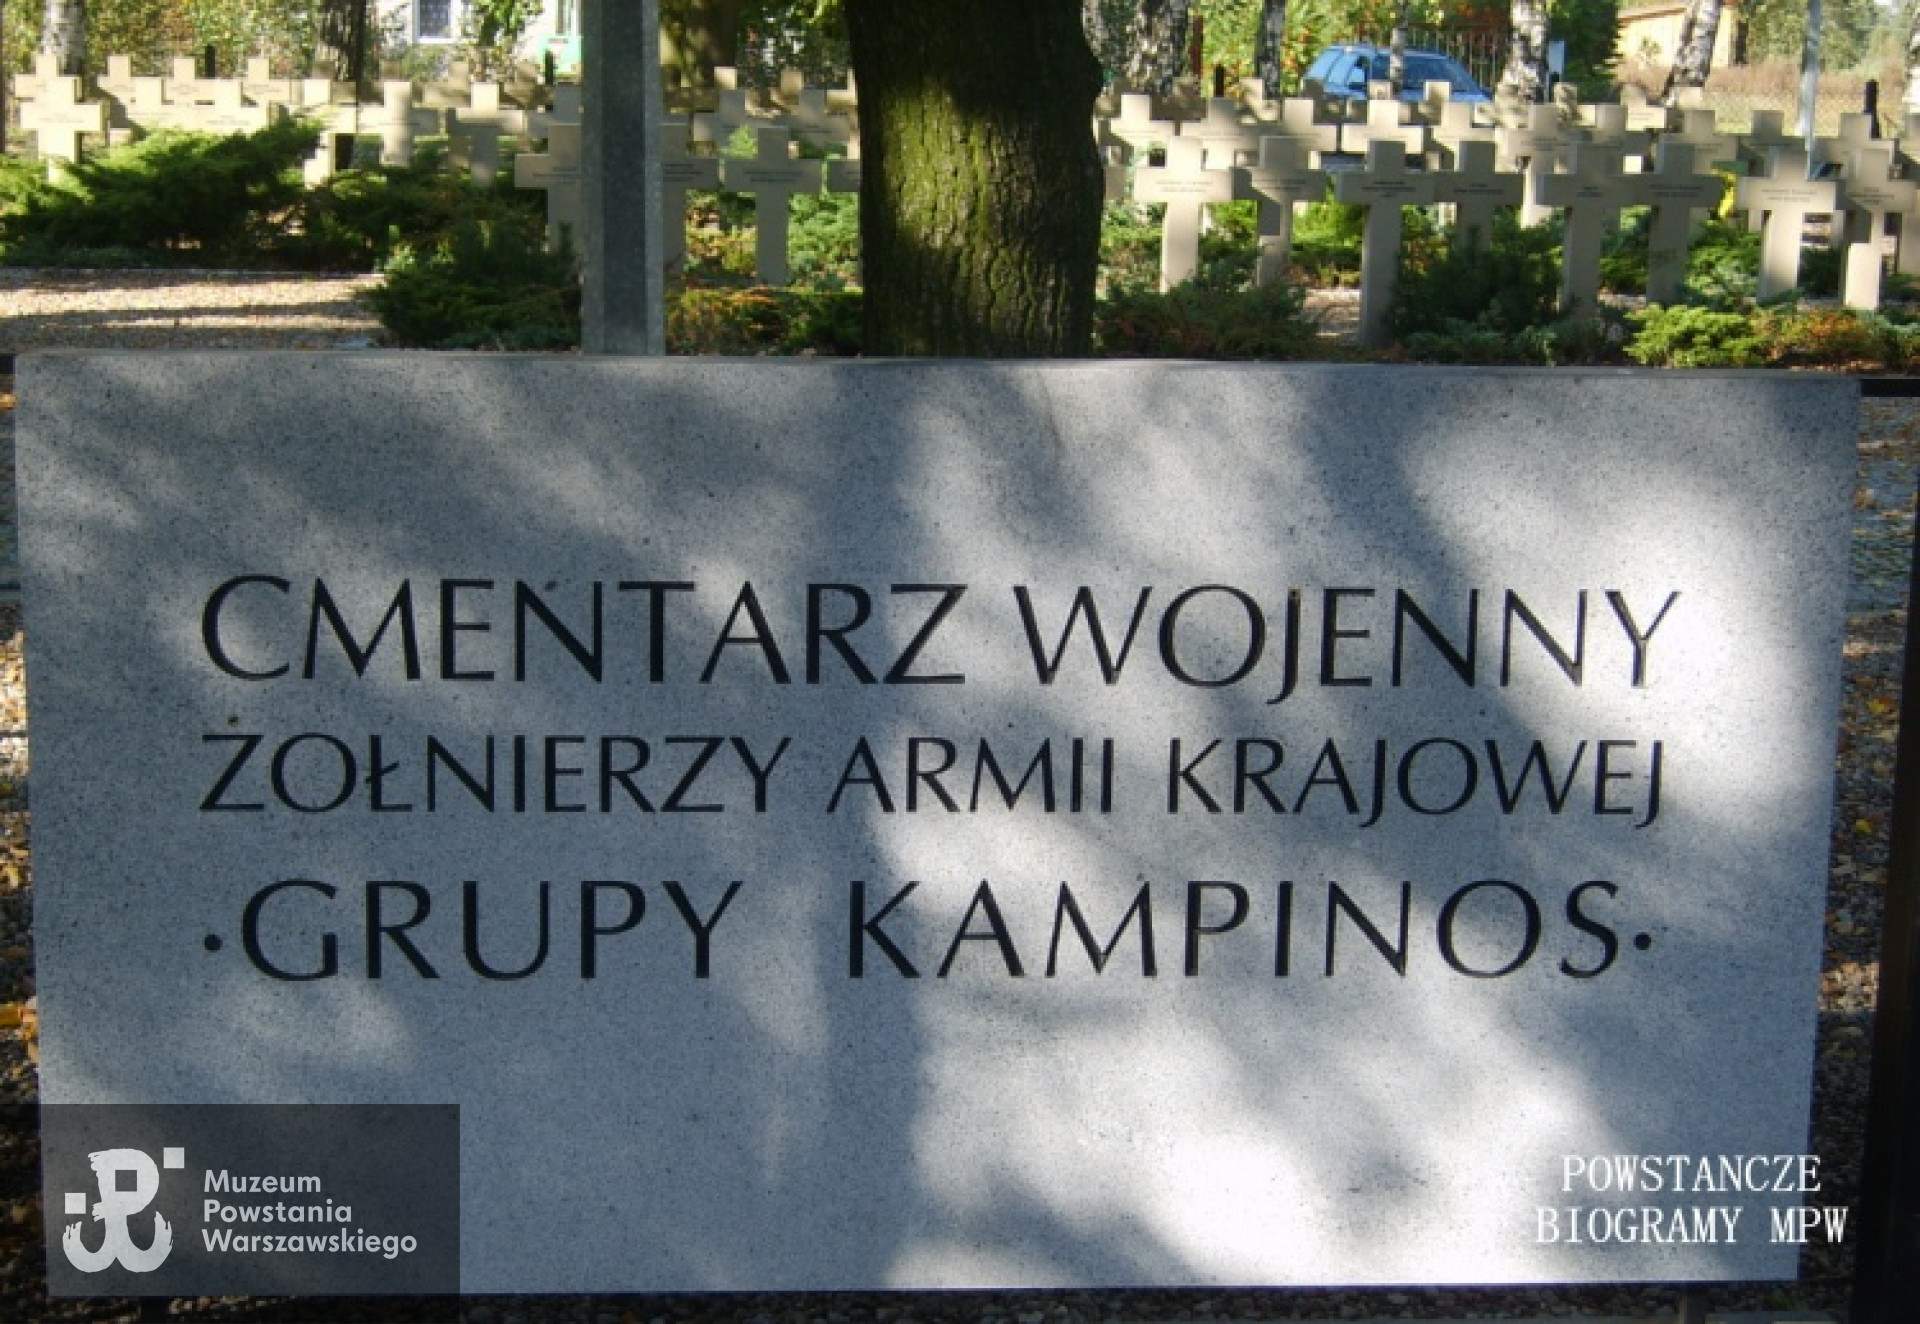 CMENTARZ WOJENNY
ŻOŁNIERZY ARMII KRAJOWEJ
·GRUPY KAMPINOS·
Muzeum
Powstania
Warszawskiego
POWSTANCZE
BIOGRAMY MPW